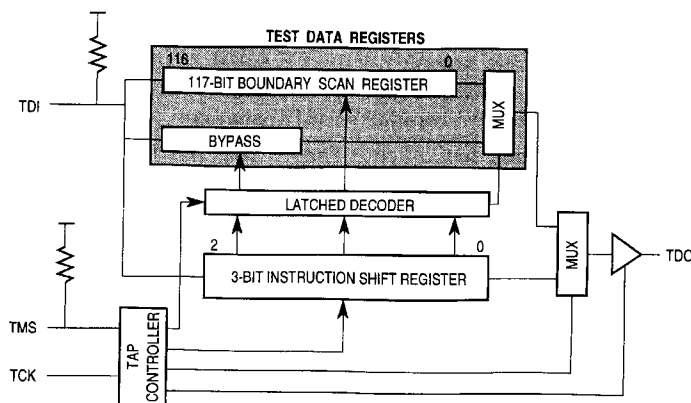 TEST DATA REGISTERS
116 0
117-BIT BOUNDARY SCAN REGISTER
MUX
TDI
BYPASS
LATCHED DECODER
2 0
3-BIT INSTRUCTION SHIFT REGISTER
MUX
TDO
TMS
TAP
CONTROLLER
TCK